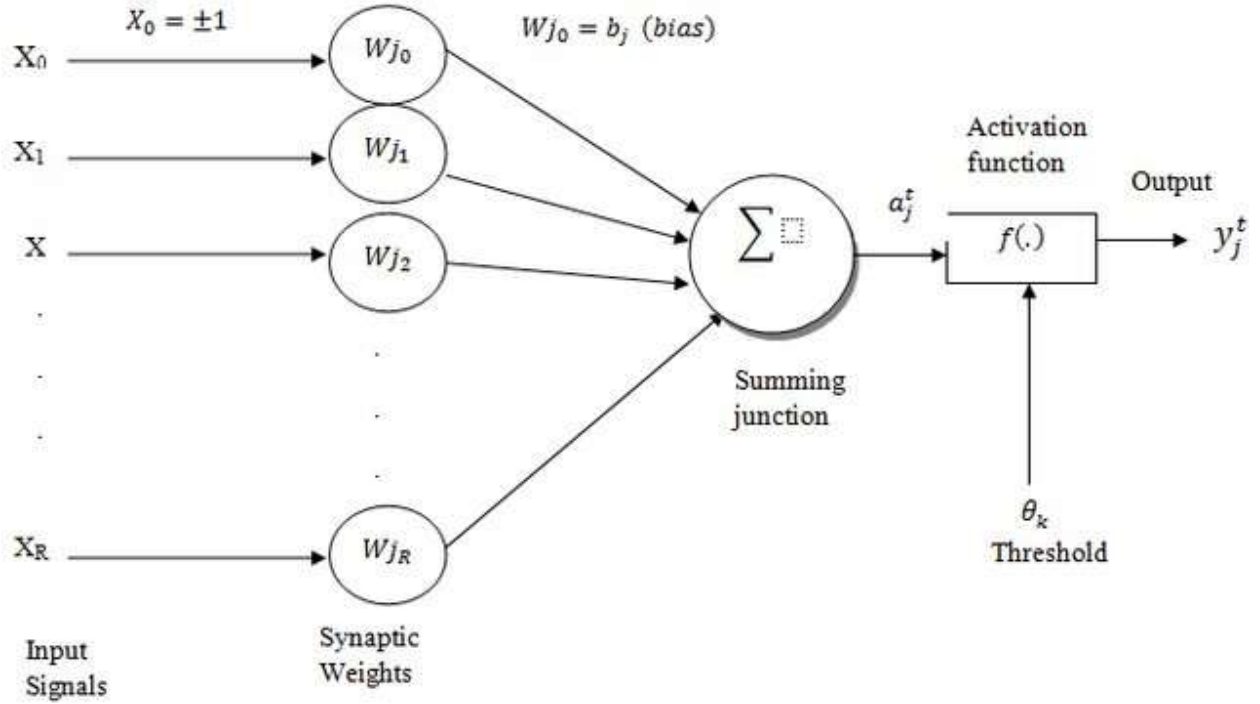 X₀ = ±1
Wj₀ = bⱼ (bias)
X₀
Wj₀
X₁
Wj₁
X
Wj₂
.
.
.
.
.
.
X_R
Wj_R
Input
Signals
Synaptic
Weights
∑
Summing
junction
aⱼᵗ
Activation
function
f(.)
Output
yⱼᵗ
θₖ
Threshold